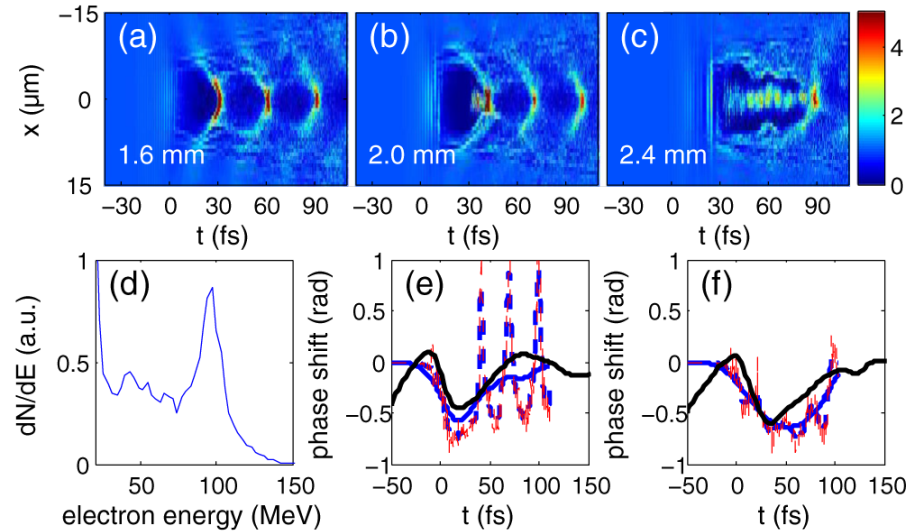 −15
0
15
x (µm)
(a)
1.6 mm
(b)
2.0 mm
(c)
2.4 mm
4
2
0
−30 0 30 60 90
−30 0 30 60 90
−30 0 30 60 90
t (fs)
t (fs)
t (fs)
(d)
1
0.5
0
dN/dE (a.u.)
50 100 150
electron energy (MeV)
(e)
1
0.5
0
−0.5
−1
phase shift (rad)
−50 0 50 100 150
t (fs)
(f)
1
0.5
0
−0.5
−1
phase shift (rad)
−50 0 50 100 150
t (fs)